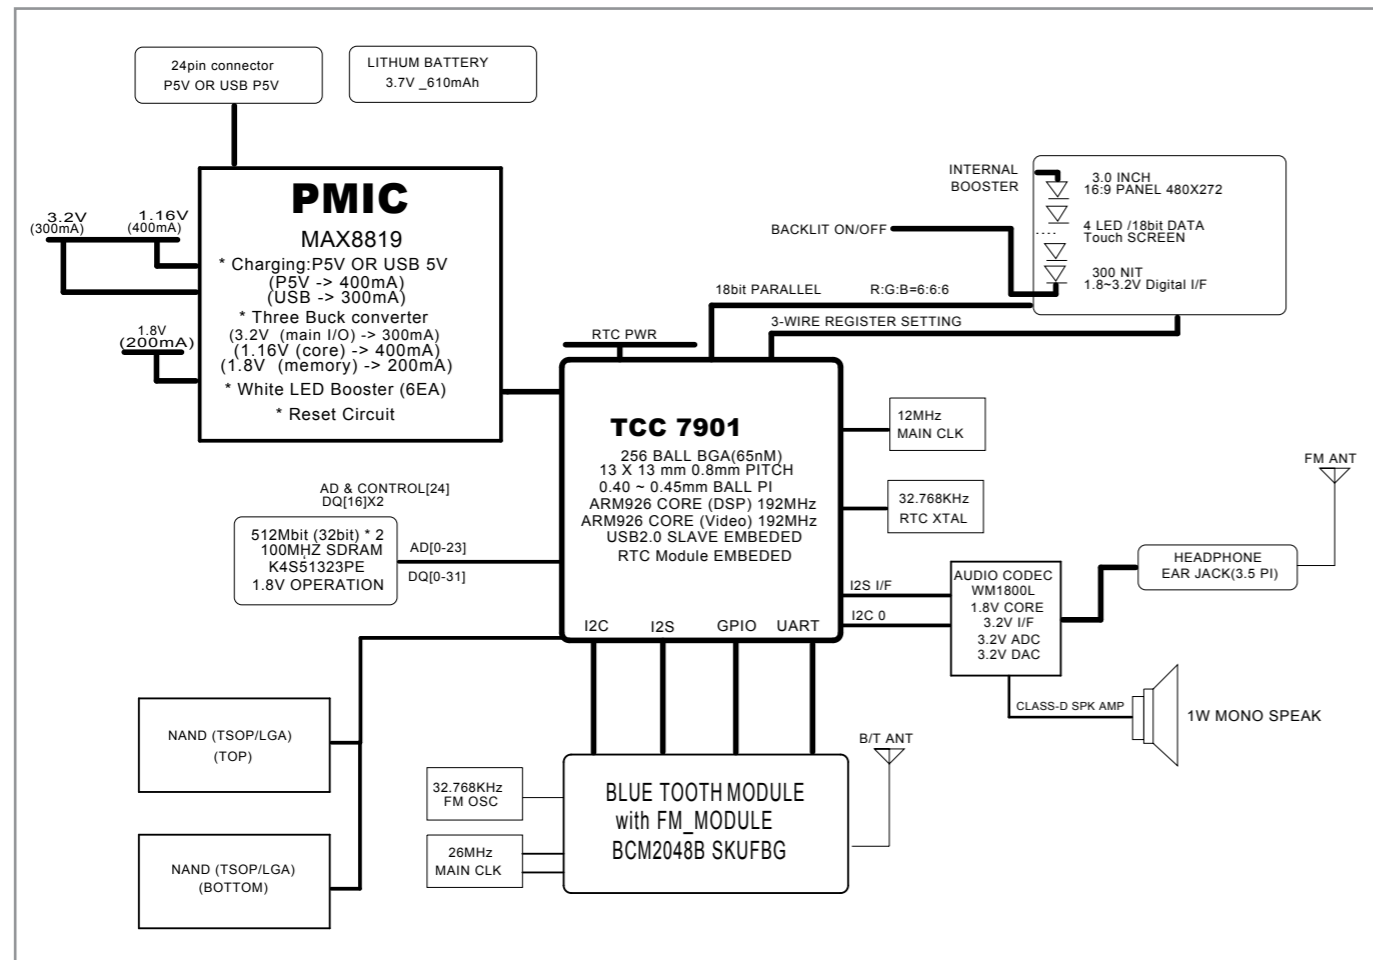 24pin connector
P5V OR USB P5V
LITHUM BATTERY
3.7V _610mAh
PMIC
MAX8819
* Charging:P5V OR USB 5V
(P5V -> 400mA)
(USB -> 300mA)
* Three Buck converter
(3.2V (main I/O) -> 300mA)
(1.16V (core) -> 400mA)
(1.8V (memory) -> 200mA)
* White LED Booster (6EA)
* Reset Circuit
3.2V
(300mA)
1.16V
(400mA)
1.8V
(200mA)
INTERNAL
BOOSTER
BACKLIT ON/OFF
3.0 INCH
16:9 PANEL 480X272
4 LED /18bit DATA
Touch SCREEN
300 NIT
1.8~3.2V Digital I/F
18bit PARALLEL R:G:B=6:6:6
3-WIRE REGISTER SETTING
RTC PWR
TCC 7901
256 BALL BGA(65nM)
13 X 13 mm 0.8mm PITCH
0.40 ~ 0.45mm BALL PI
ARM926 CORE (DSP) 192MHz
ARM926 CORE (Video) 192MHz
USB2.0 SLAVE EMBEDED
RTC Module EMBEDED
I2C I2S GPIO UART
12MHz
MAIN CLK
32.768KHz
RTC XTAL
FM ANT
AD & CONTROL[24]
DQ[16]X2
512Mbit (32bit) * 2
100MHZ SDRAM
K4S51323PE
1.8V OPERATION
AD[0-23]
DQ[0-31]
I2S I/F
I2C 0
AUDIO CODEC
WM1800L
1.8V CORE
3.2V I/F
3.2V ADC
3.2V DAC
HEADPHONE
EAR JACK(3.5 PI)
CLASS-D SPK AMP
1W MONO SPEAK
NAND (TSOP/LGA)
(TOP)
NAND (TSOP/LGA)
(BOTTOM)
32.768KHz
FM OSC
26MHz
MAIN CLK
BLUE TOOTH MODULE
with FM_MODULE
BCM2048B SKUFBG
B/T ANT